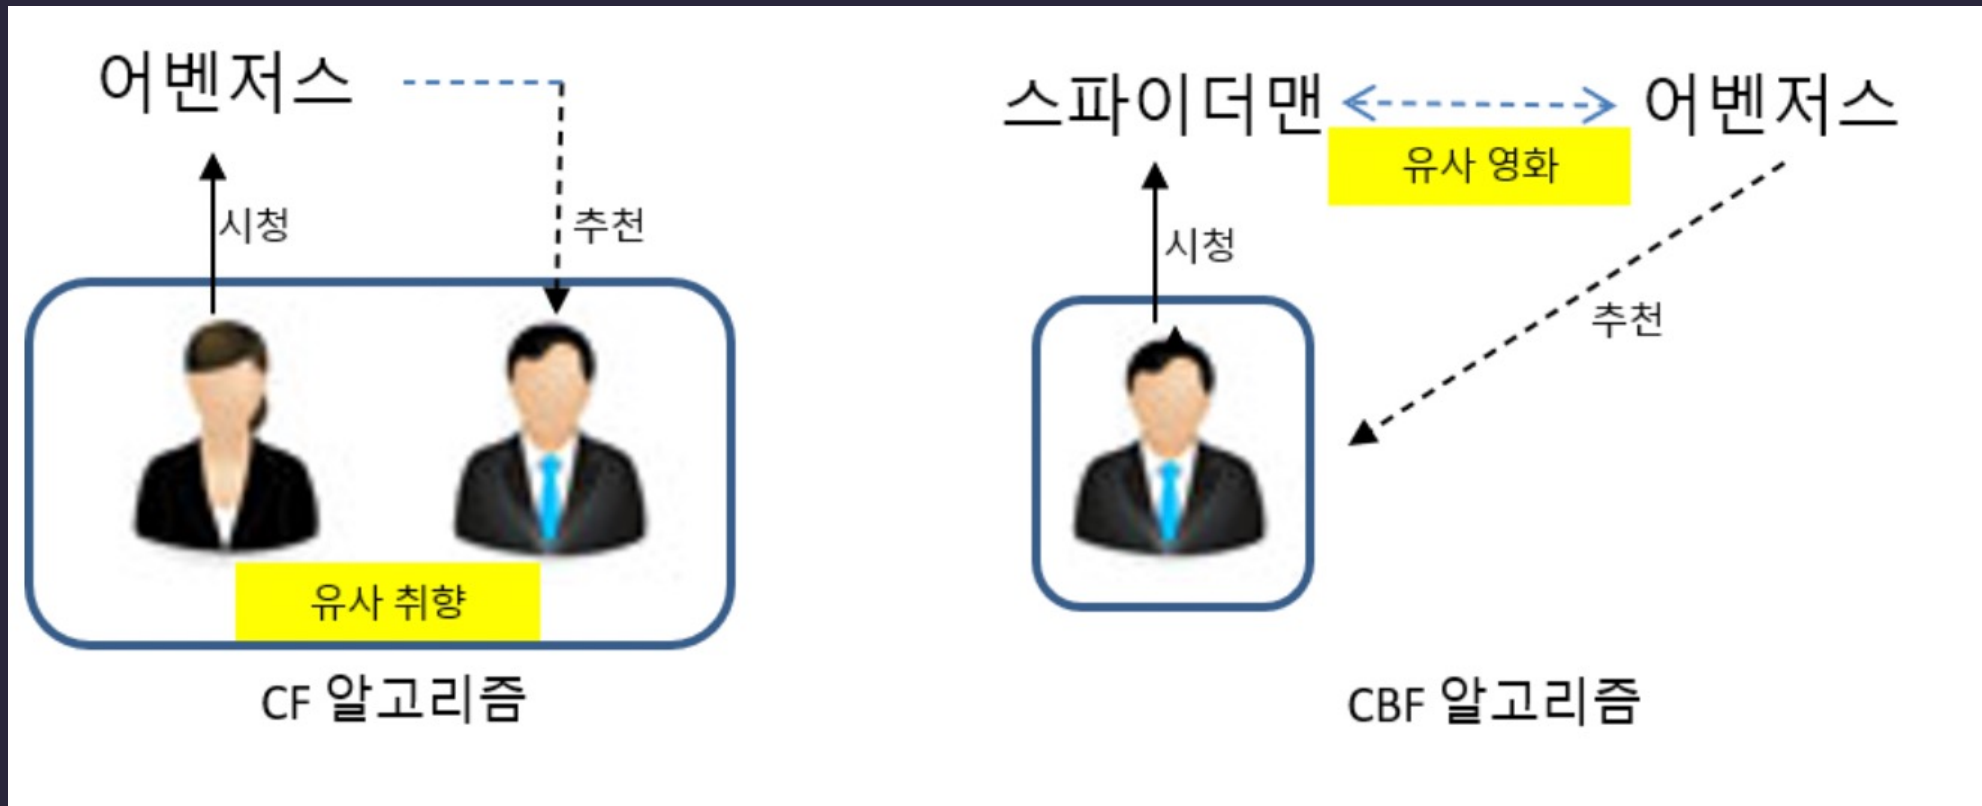 어벤저스
시청
추천
유사 취향
CF 알고리즘
스파이더맨
어벤저스
유사 영화
시청
추천
CBF 알고리즘